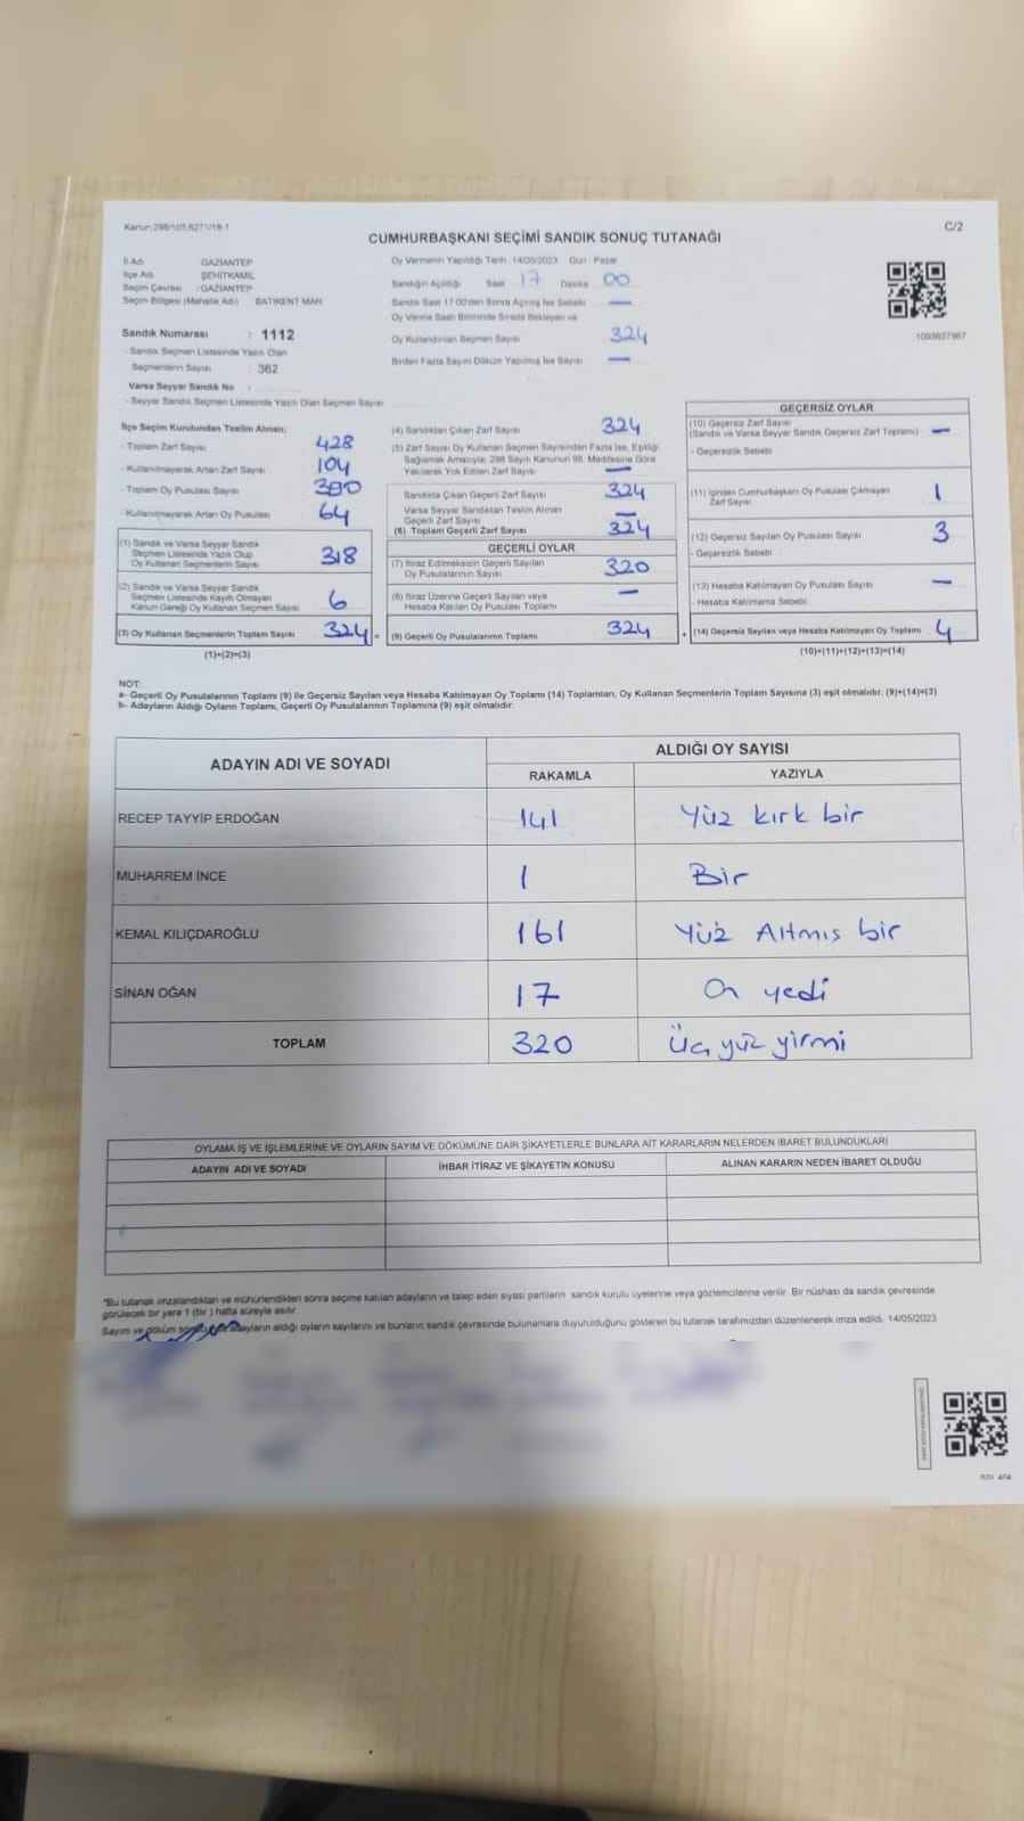 Kanun:298/105,6271/19-1
C/2
CUMHURBAŞKANI SEÇİMİ SANDIK SONUÇ TUTANAĞI
İl Adı GAZİANTEP
İlçe Adı ŞEHİTKAMİL
Seçim Çevresi :GAZİANTEP
Seçim Bölgesi (Mahalle Adı) BATIKENT MAH.
Sandık Numarası : 1112
- Sandık Seçmen Listesinde Yazılı Olan
Seçmenlerin Sayısı 362
Varsa Seyyar Sandık No :
- Seyyar Sandık Seçmen Listesinde Yazılı Olan Seçmen Sayısı
Oy Vermenin Yapıldığı Tarih :14/05/2023 Gün : Pazar
Sandığın Açıldığı Saat 17 Dakika 00
Sandık Saat 17:00'den Sonra Açılmış İse Sebebi —
Oy Verme Saati Bitiminde Sırada Bekleyen ve
Oy Kullandırılan Seçmen Sayısı 324
Birden Fazla Sayım Döküm Yapılmış İse Sayısı —
1093627967
İlçe Seçim Kurulundan Teslim Alınan;
- Toplam Zarf Sayısı 428
- Kullanılmayarak Artan Zarf Sayısı 104
- Toplam Oy Pusulası Sayısı 390
- Kullanılmayarak Artan Oy Pusulası 64
(1) Sandık ve Varsa Seyyar Sandık
Seçmen Listesinde Yazılı Olup
Oy Kullanan Seçmenlerin Sayısı 318
(2) Sandık ve Varsa Seyyar Sandık
Seçmen Listesinde Kayıtlı Olmayan
Kanun Gereği Oy Kullanan Seçmen Sayısı 6
(3) Oy Kullanan Seçmenlerin Toplam Sayısı 324 =
(1)+(2)=(3)
(4) Sandıktan Çıkan Zarf Sayısı 324
(5) Zarf Sayısı Oy Kullanan Seçmen Sayısından Fazla İse, Eşitliği
Sağlamak Amacıyla; 298 Sayılı Kanunun 98. Maddesine Göre
Yakılarak Yok Edilen Zarf Sayısı —
Sandıkta Çıkan Geçerli Zarf Sayısı 324
Varsa Seyyar Sandıktan Teslim Alınan
Geçerli Zarf Sayısı —
(6) Toplam Geçerli Zarf Sayısı 324
GEÇERLİ OYLAR
(7) İtiraz Edilmeksizin Geçerli Sayılan
Oy Pusulalarının Sayısı 320
(8) İtiraz Üzerine Geçerli Sayılan veya
Hesaba Katılan Oy Pusulası Toplamı —
(9) Geçerli Oy Pusulalarının Toplamı 324 +
GEÇERSİZ OYLAR
(10) Geçersiz Zarf Sayısı
(Sandık ve Varsa Seyyar Sandık Geçersiz Zarf Toplamı) —
- Geçersizlik Sebebi
(11) İçinden Cumhurbaşkanı Oy Pusulası Çıkmayan
Zarf Sayısı 1
(12) Geçersiz Sayılan Oy Pusulası Sayısı 3
- Geçersizlik Sebebi
(13) Hesaba Katılmayan Oy Pusulası Sayısı —
- Hesaba Katılmama Sebebi
(14) Geçersiz Sayılan veya Hesaba Katılmayan Oy Toplamı 4
(10)+(11)+(12)+(13)=(14)
NOT:
a- Geçerli Oy Pusulalarının Toplamı (9) ile Geçersiz Sayılan veya Hesaba Katılmayan Oy Toplamı (14) Toplamları, Oy Kullanan Seçmenlerin Toplam Sayısına (3) eşit olmalıdır. (9)+(14)=(3)
b- Adayların Aldığı Oyların Toplamı, Geçerli Oy Pusulalarının Toplamına (9) eşit olmalıdır.
ADAYIN ADI VE SOYADI ALDIĞI OY SAYISI
RAKAMLA YAZIYLA
RECEP TAYYİP ERDOĞAN 141 Yüz kırk bir
MUHARREM İNCE 1 Bir
KEMAL KILIÇDAROĞLU 161 Yüz Altmıs bir
SİNAN OĞAN 17 On yedi
TOPLAM 320 Üç yüz yirmi
OYLAMA İŞ VE İŞLEMLERİNE VE OYLARIN SAYIM VE DÖKÜMÜNE DAİR ŞİKAYETLERLE BUNLARA AİT KARARLARIN NELERDEN İBARET BULUNDUKLARI
ADAYIN ADI VE SOYADI İHBAR İTİRAZ VE ŞİKAYETİN KONUSU ALINAN KARARIN NEDEN İBARET OLDUĞU
*Bu tutanak imzalandıktan ve mühürlendikten sonra seçime katılan adayların ve talep eden siyasi partilerin sandık kurulu üyelerine veya gözlemcilerine verilir. Bir nüshası da sandık çevresinde
görülecek bir yere 1 (bir ) hafta süreyle asılır.
Sayım ve döküm adayların aldığı oyların sayılarını ve bunların sandık çevresinde bulunanlara duyurulduğunu gösteren bu tutanak tarafımızdan düzenlenerek imza edildi. 14/05/2023